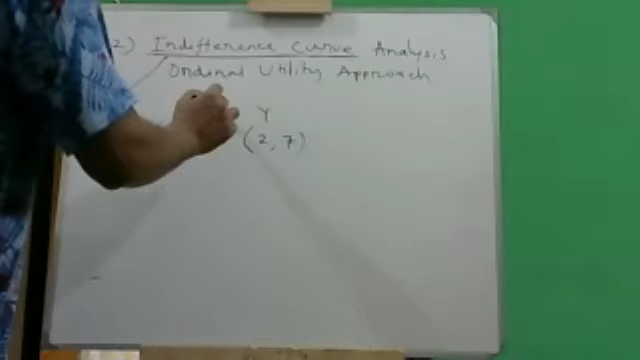 2) Indifference Curve Analysis
Ordinal Utility Approach
Y
(2, 7)